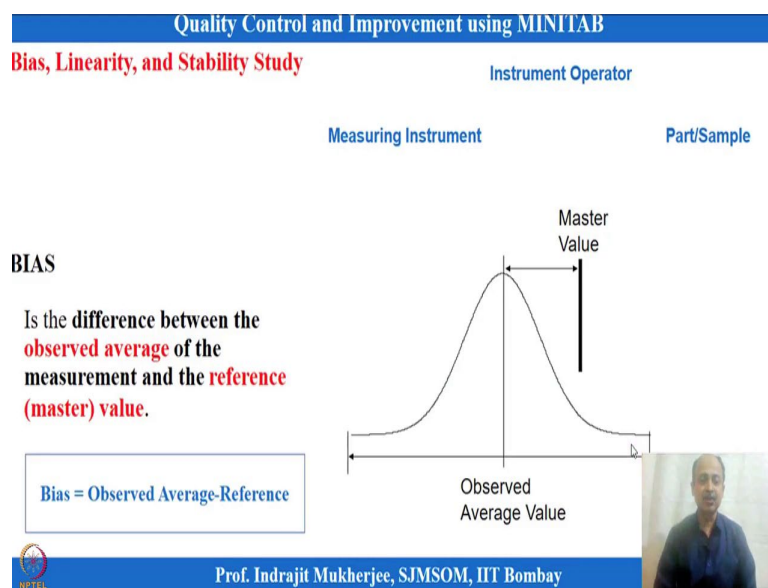 Quality Control and Improvement using MINITAB
Bias, Linearity, and Stability Study
Instrument Operator
Measuring Instrument
Part/Sample
Master
Value
BIAS
Is the difference between the
observed average of the
measurement and the reference
(master) value.
Bias = Observed Average-Reference
Observed
Average Value
NPTEL
Prof. Indrajit Mukherjee, SJMSOM, IIT Bombay